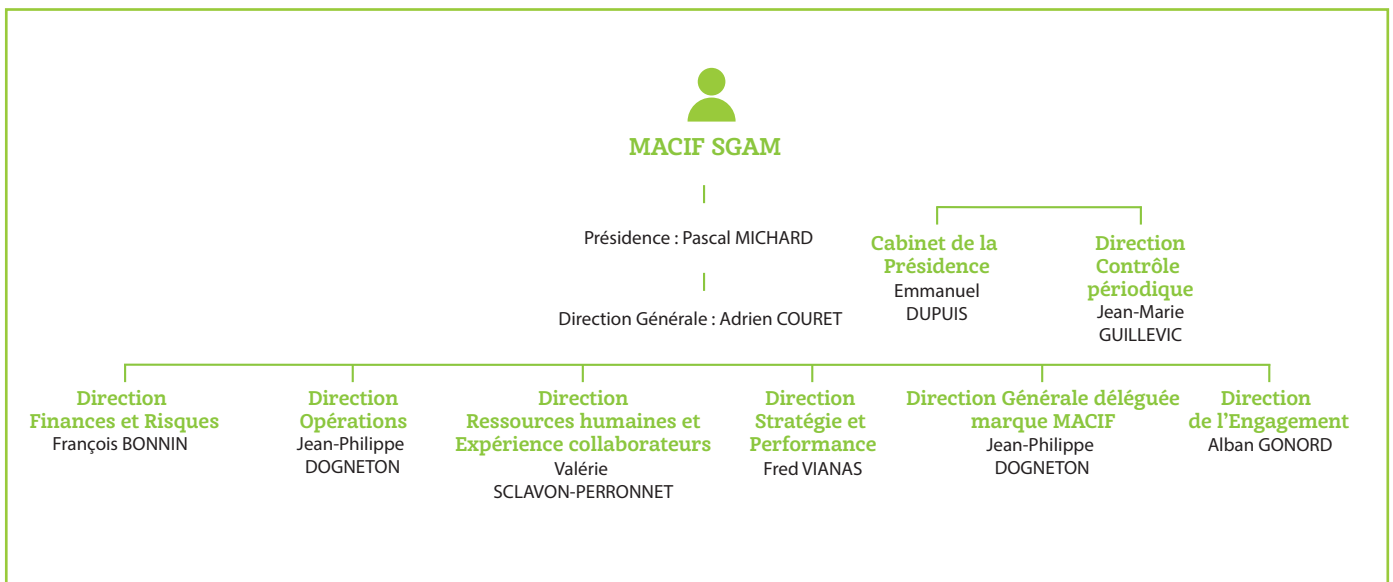 MACIF SGAM
Présidence : Pascal MICHARD
Cabinet de la
Présidence
Emmanuel
DUPUIS
Direction
Contrôle
périodique
Jean-Marie
GUILLEVIC
Direction Générale : Adrien COURET
Direction
Finances et Risques
François BONNIN
Direction
Opérations
Jean-Philippe
DOGNETON
Direction
Ressources humaines et
Expérience collaborateurs
Valérie
SCLAVON-PERRONNET
Direction
Stratégie et
Performance
Fred VIANAS
Direction Générale déléguée
marque MACIF
Jean-Philippe
DOGNETON
Direction
de l’Engagement
Alban GONORD